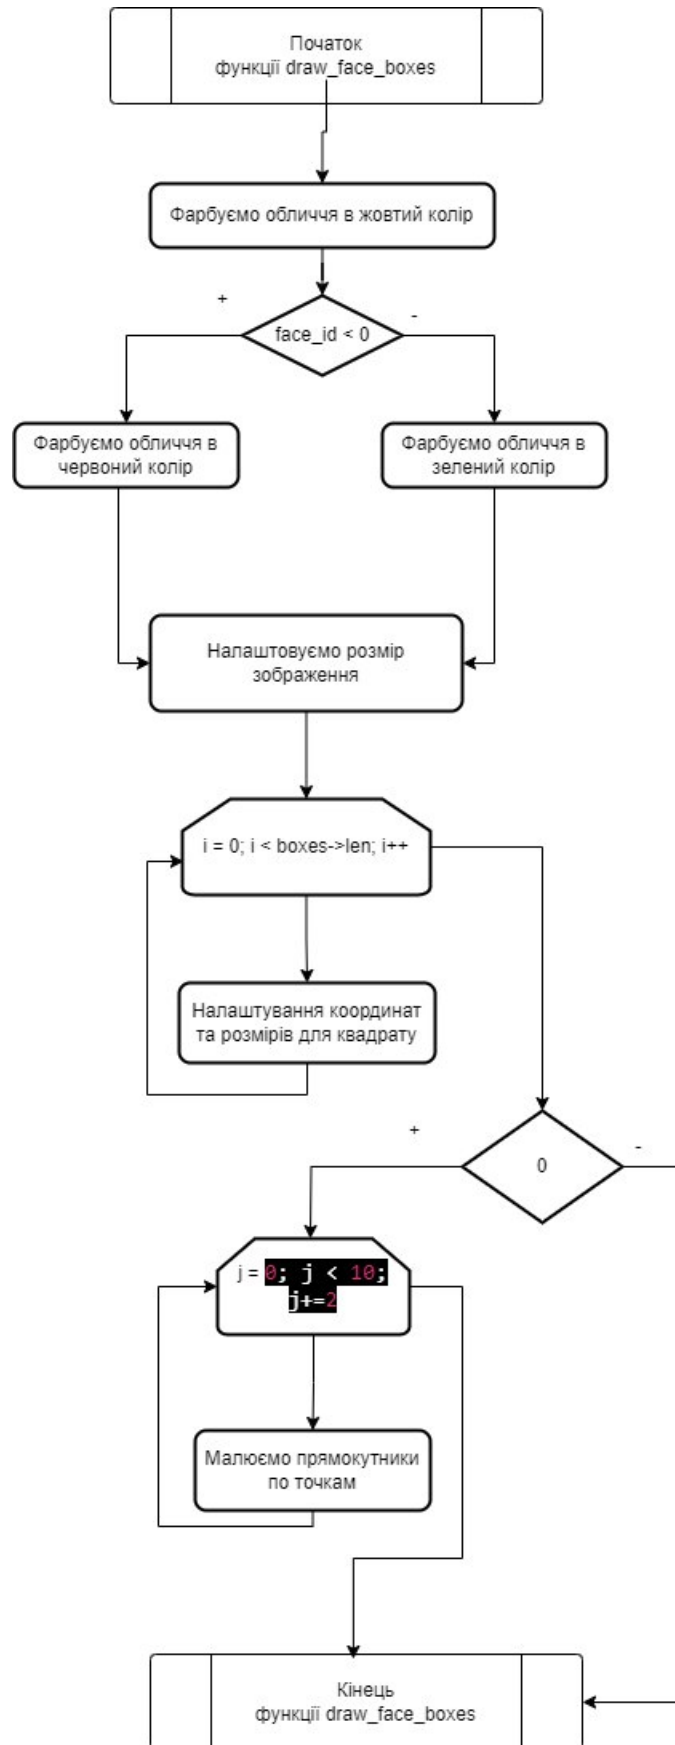 Початок
функції draw_face_boxes
Фарбуємо обличчя в жовтий колір
+
-
face_id < 0
Фарбуємо обличчя в
червоний колір
Фарбуємо обличчя в
зелений колір
Налаштовуємо розмір
зображення
i = 0; i < boxes->len; i++
Налаштування координат
та розмірів для квадрату
+
-
0
j = 0; j < 10;
j+=2
Малюємо прямокутники
по точкам
Кінець
функції draw_face_boxes